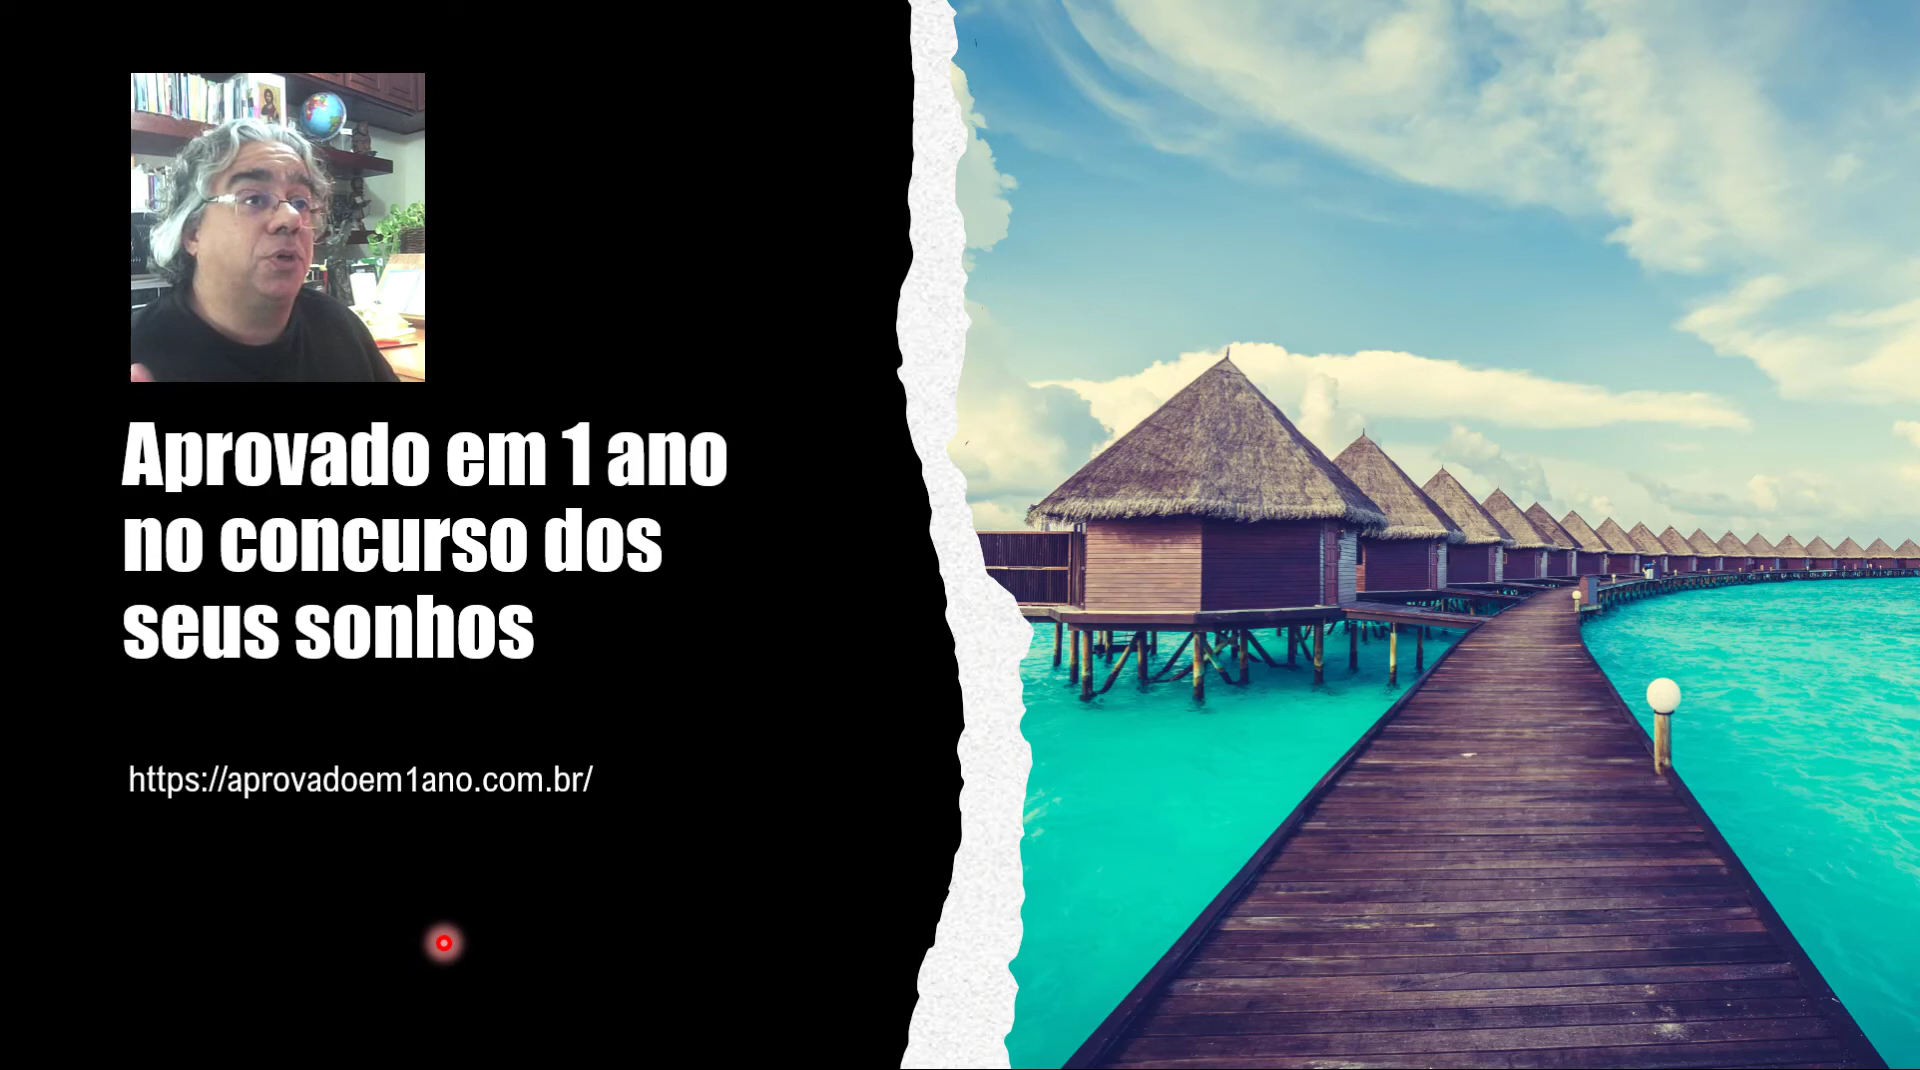 Aprovado em 1 ano
no concurso dos
seus sonhos
https://aprovadoem1ano.com.br/